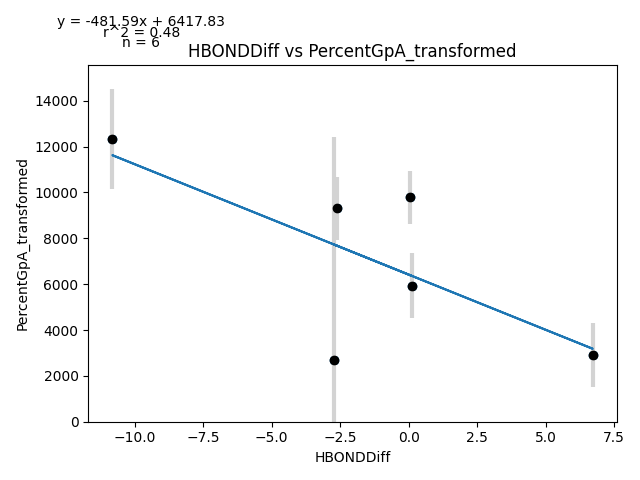 y = -481.59x + 6417.83
r^2 = 0.48
n = 6
HBONDDiff vs PercentGpA_transformed
PercentGpA_transformed
14000
12000
10000
8000
6000
4000
2000
0
−10.0 −7.5 −5.0 −2.5 0.0 2.5 5.0 7.5
HBONDDiff